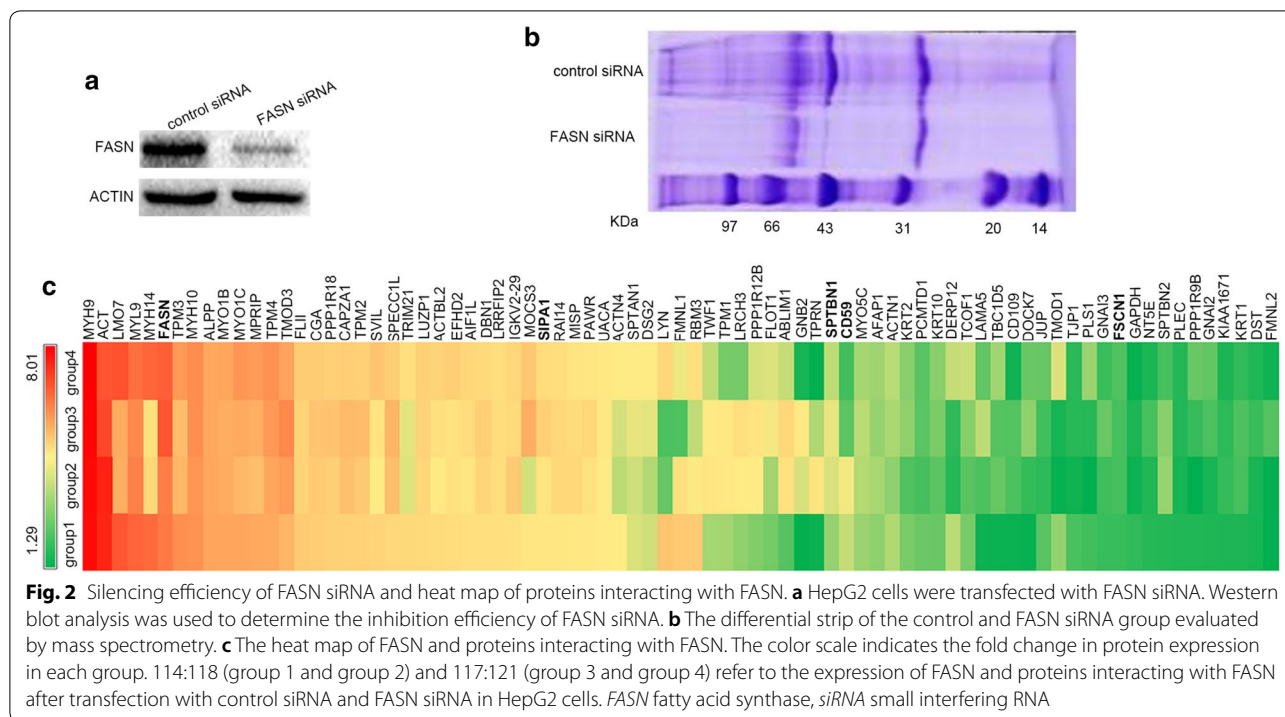 a
control siRNA
FASN siRNA
FASN
ACTIN
b
control siRNA
FASN siRNA
KDa
97 66 43 31 20 14
c
MYH9
ACT
LMO7
MYL9
MYH14
FASN
TPM3
MYH10
ALPP
MYO1B
MYO1C
MPRIP
TPM4
TMOD3
FLII
CGA
PPP1R18
CAPZA1
TPM2
SVIL
SPECC1L
TRIM21
LUZP1
ACTBL2
EFHD2
AIF1L
DBN1
LRRFIP2
IGKV2-29
MOCS3
SIPA1
RAI14
MISP
PAWR
UACA
ACTN4
SPTAN1
DSG2
LYN
FMNL1
RBM3
TWF1
TPM1
LRCH3
PPP1R12B
FLOT1
ABLIM1
GNB2
TPRN
SPTBN1
CD59
MYO5C
AFAP1
ACTN1
KRT2
PCMTD1
KRT10
DERP12
TCOF1
LAMA5
TBC1D5
CD109
DOCK7
JUP
TMOD1
TJP1
PLS1
GNAI3
FSCN1
GAPDH
NT5E
SPTBN2
PLEC
PPP1R9B
GNAI2
KIAA1671
KRT1
DST
FMNL2
8.01
1.29
group4
group3
group2
group1
Fig. 2 Silencing efficiency of FASN siRNA and heat map of proteins interacting with FASN. a HepG2 cells were transfected with FASN siRNA. Western
blot analysis was used to determine the inhibition efficiency of FASN siRNA. b The differential strip of the control and FASN siRNA group evaluated
by mass spectrometry. c The heat map of FASN and proteins interacting with FASN. The color scale indicates the fold change in protein expression
in each group. 114:118 (group 1 and group 2) and 117:121 (group 3 and group 4) refer to the expression of FASN and proteins interacting with FASN
after transfection with control siRNA and FASN siRNA in HepG2 cells. FASN fatty acid synthase, siRNA small interfering RNA